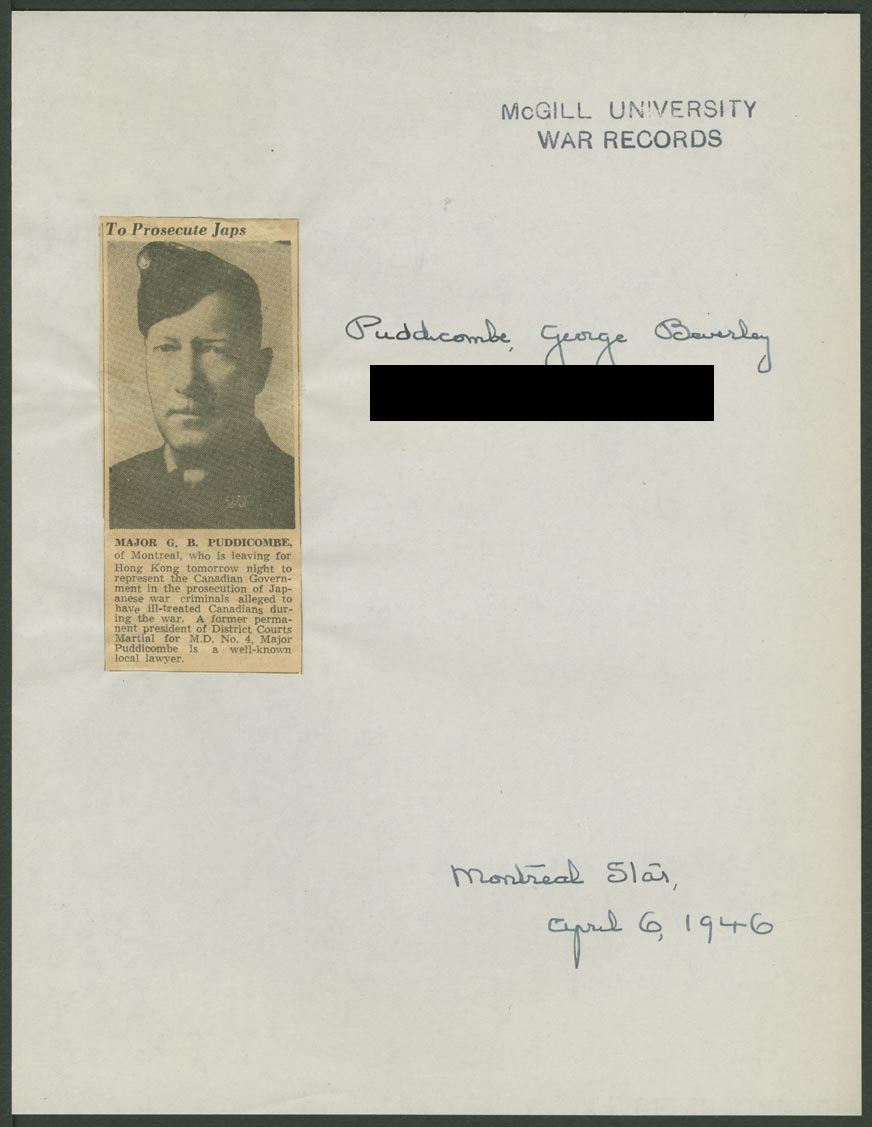 McGILL UNIVERSITY
WAR RECORDS
To Prosecute Japs
Puddicombe, George Beverley
MAJOR G. B. PUDDICOMBE,
of Montreal, who is leaving for
Hong Kong tomorrow night to
represent the Canadian Govern-
ment in the prosecution of Jap-
anese war criminals alleged to
have ill-treated Canadians dur-
ing the war. A former perma-
nent president of District Courts
Martial for M.D. No. 4, Major
Puddicombe is a well-known
local lawyer.
Montreal Star,
April 6, 1946